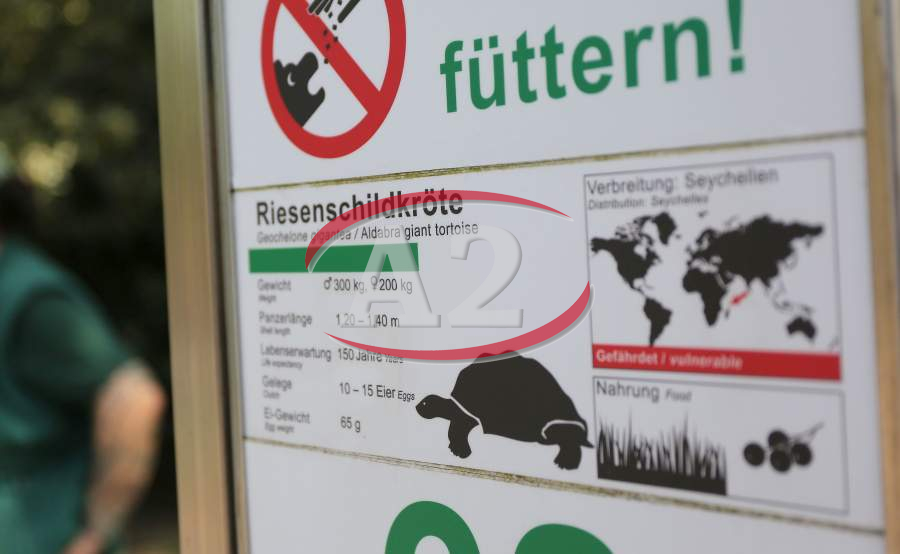 füttern!
Riesenschildkröte
Geochelone gigantea / Aldabra giant tortoise
Gewicht ♂ 300 kg, ♀ 200 kg
Weight
Panzerlänge 1,20 – 1,40 m
Shell length
Lebenserwartung 150 Jahre Years
Life expectancy
Gelege 10 – 15 Eier Eggs
Clutch
Ei-Gewicht 65 g
Egg weight
Verbreitung: Seychellen
Distribution: Seychelles
Gefährdet / vulnerable
Nahrung Food
A2